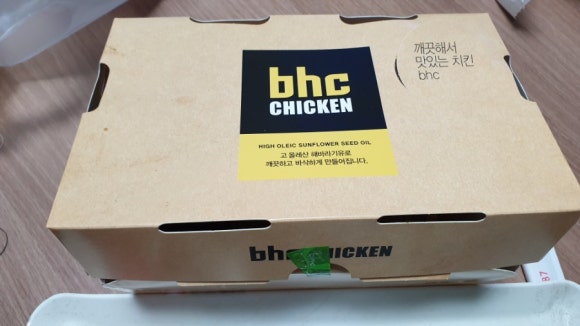 깨끗해서
맛있는 치킨
bhc
bhc
CHICKEN
HIGH OLEIC SUNFLOWER SEED OIL
고 올레산 해바라기유로
깨끗하고 바삭하게 만들어집니다.
bhc CHICKEN
87